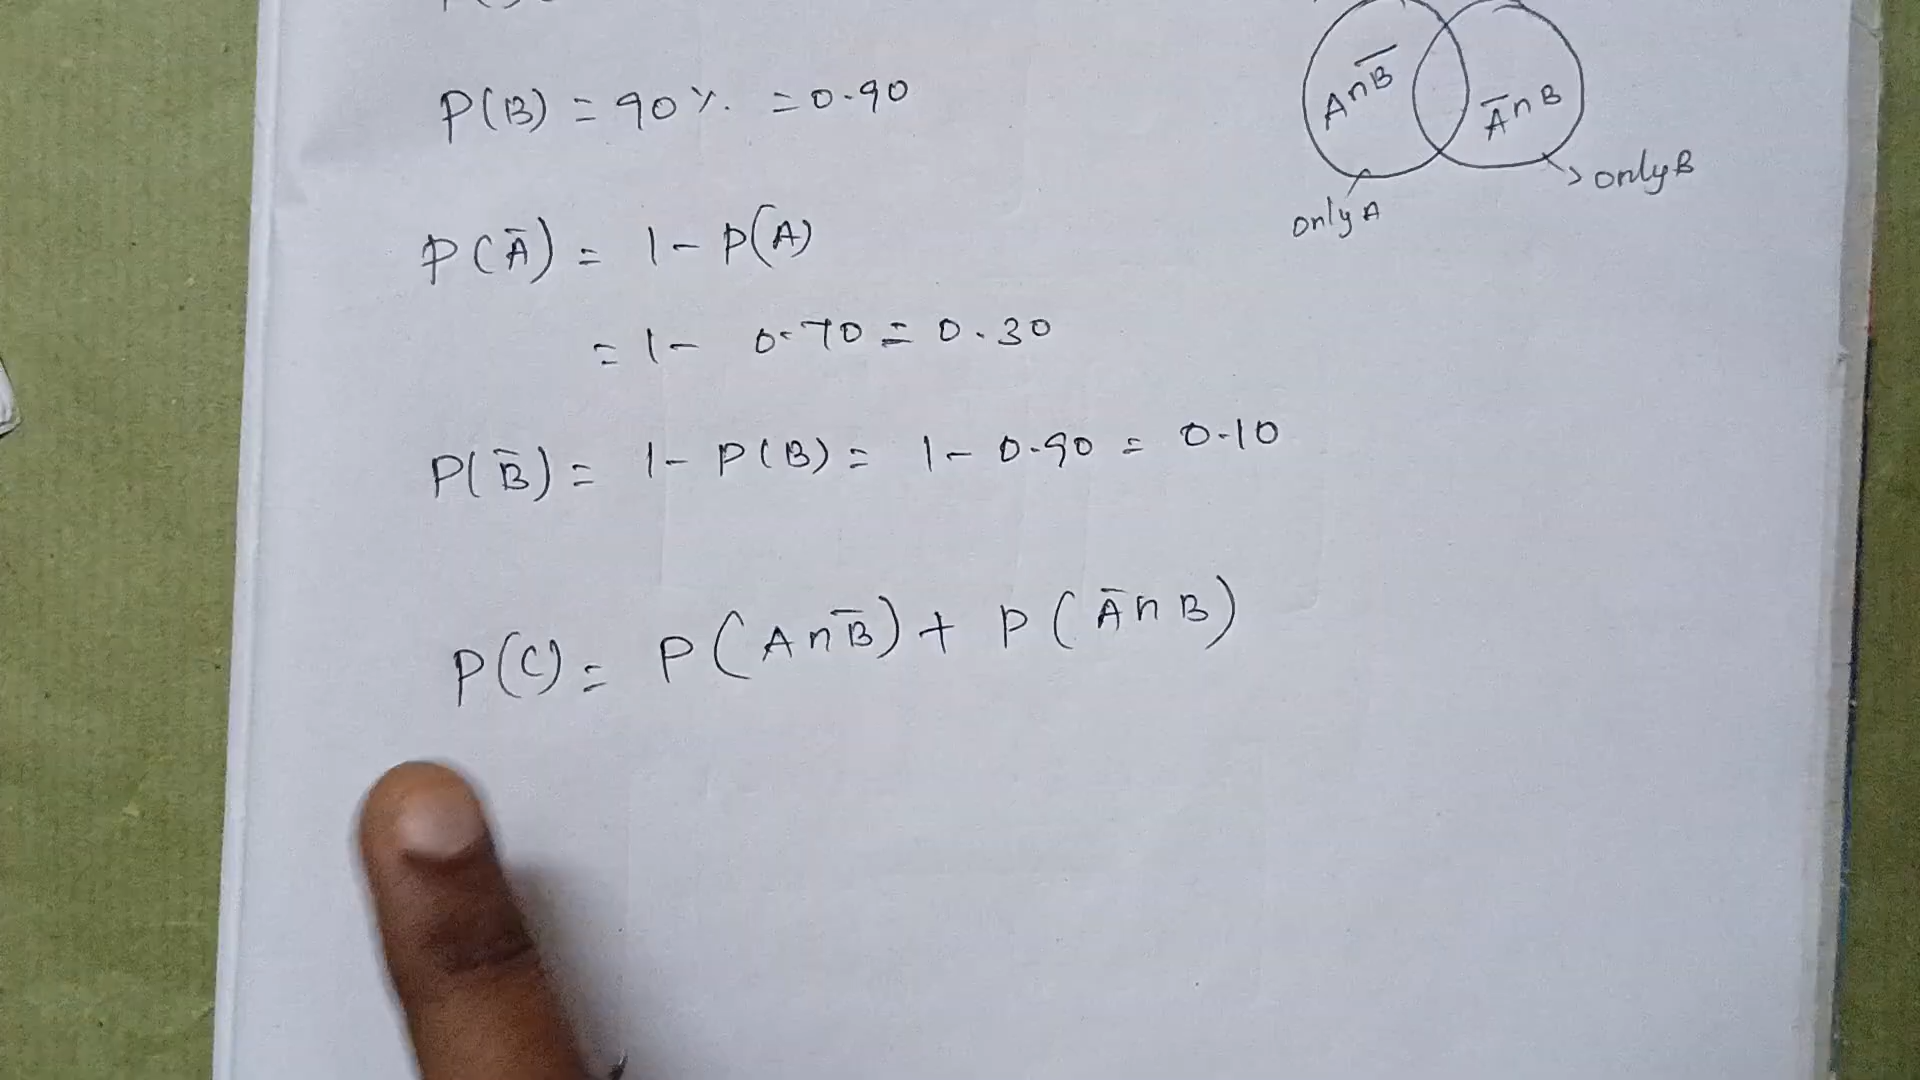 P(B) = 90 %. = 0.90
P(Ā) = 1 - P(A)
= 1 - 0.70 = 0.30
P(B̄) = 1 - P(B) = 1 - 0.90 = 0.10
P(C) = P(A∩B̄) + P(Ā∩B)
A∩B̄
Ā∩B
only A
only B